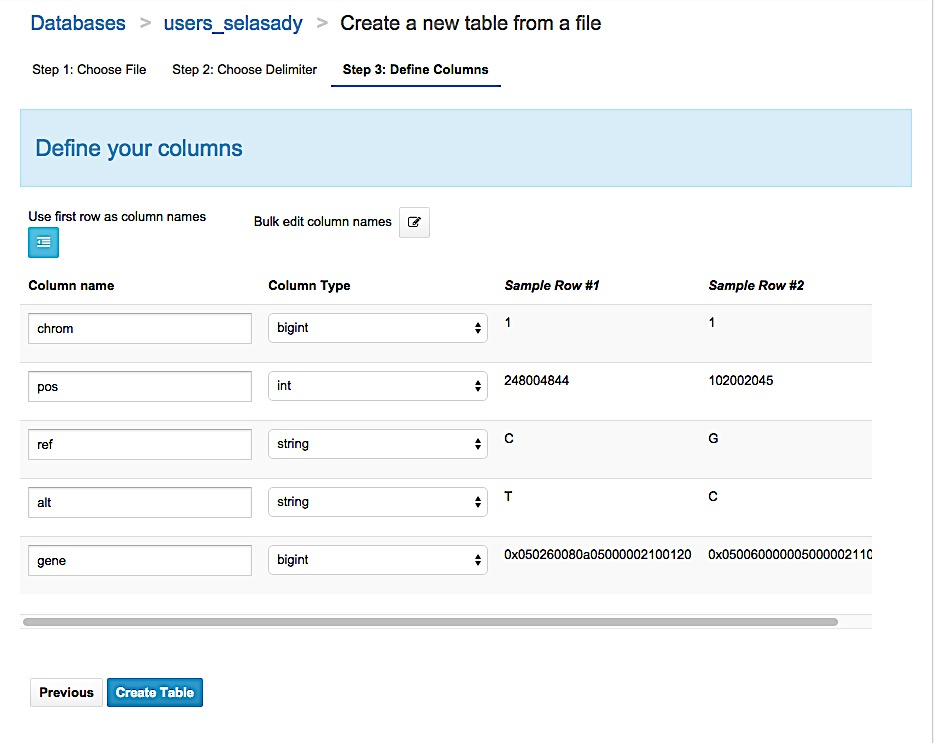 Databases > users_selasady > Create a new table from a file
Step 1: Choose File Step 2: Choose Delimiter Step 3: Define Columns
Define your columns
Use first row as column names Bulk edit column names
Column name Column Type Sample Row #1 Sample Row #2
chrom bigint 1 1
pos int 248004844 102002045
ref string C G
alt string T C
gene bigint 0x050260080a05000002100120 0x05006000005000002110
Previous Create Table